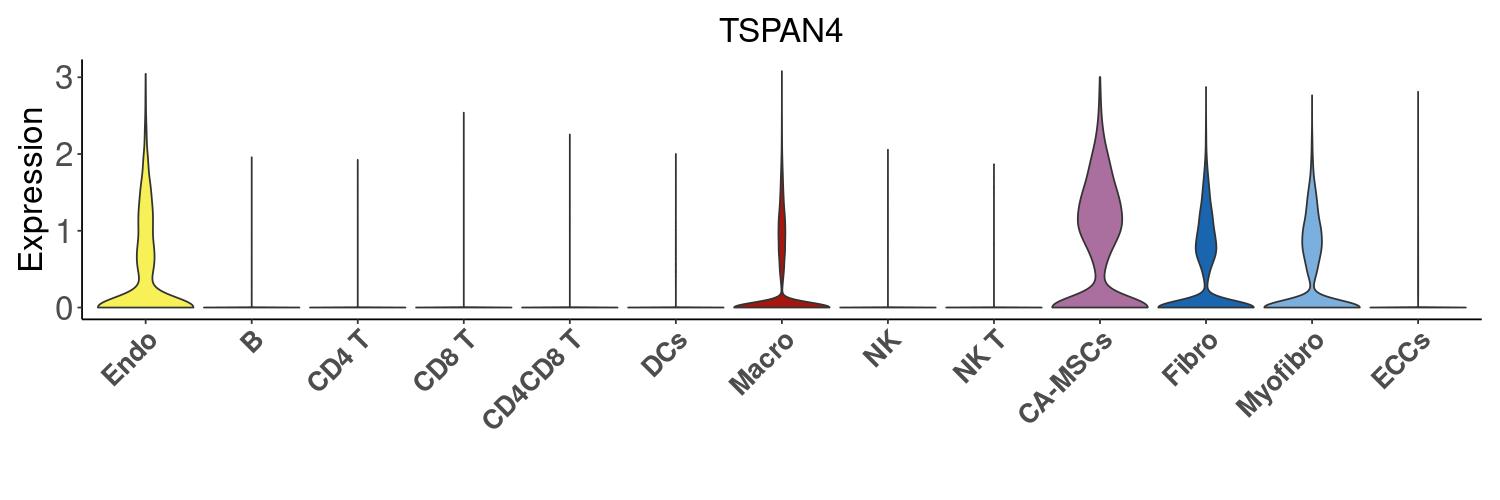 TSPAN4
Expression
3
2
1
0
Endo
B
CD4 T
CD8 T
CD4CD8 T
DCs
Macro
NK
NK T
CA-MSCs
Fibro
Myofibro
ECCs